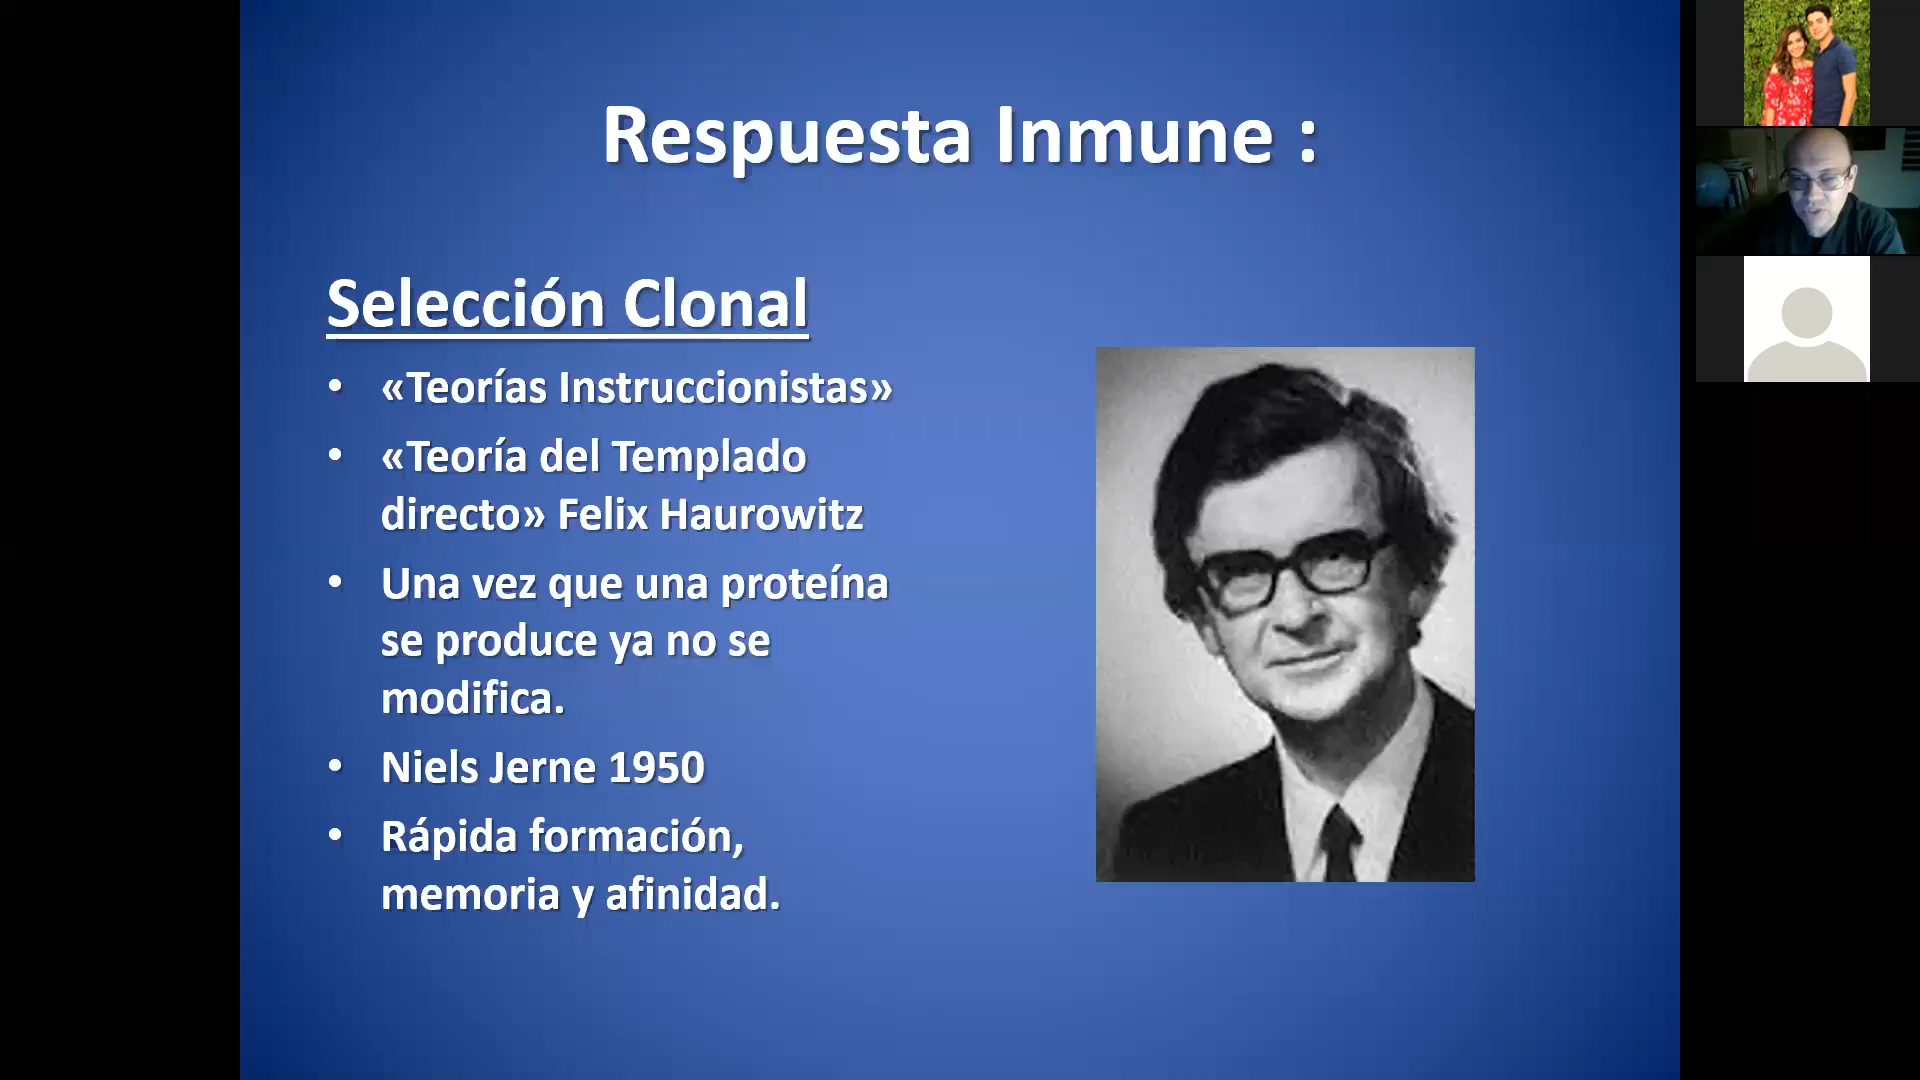 Respuesta Inmune :
Selección Clonal
• «Teorías Instruccionistas»
• «Teoría del Templado
directo» Felix Haurowitz
• Una vez que una proteína
se produce ya no se
modifica.
• Niels Jerne 1950
• Rápida formación,
memoria y afinidad.